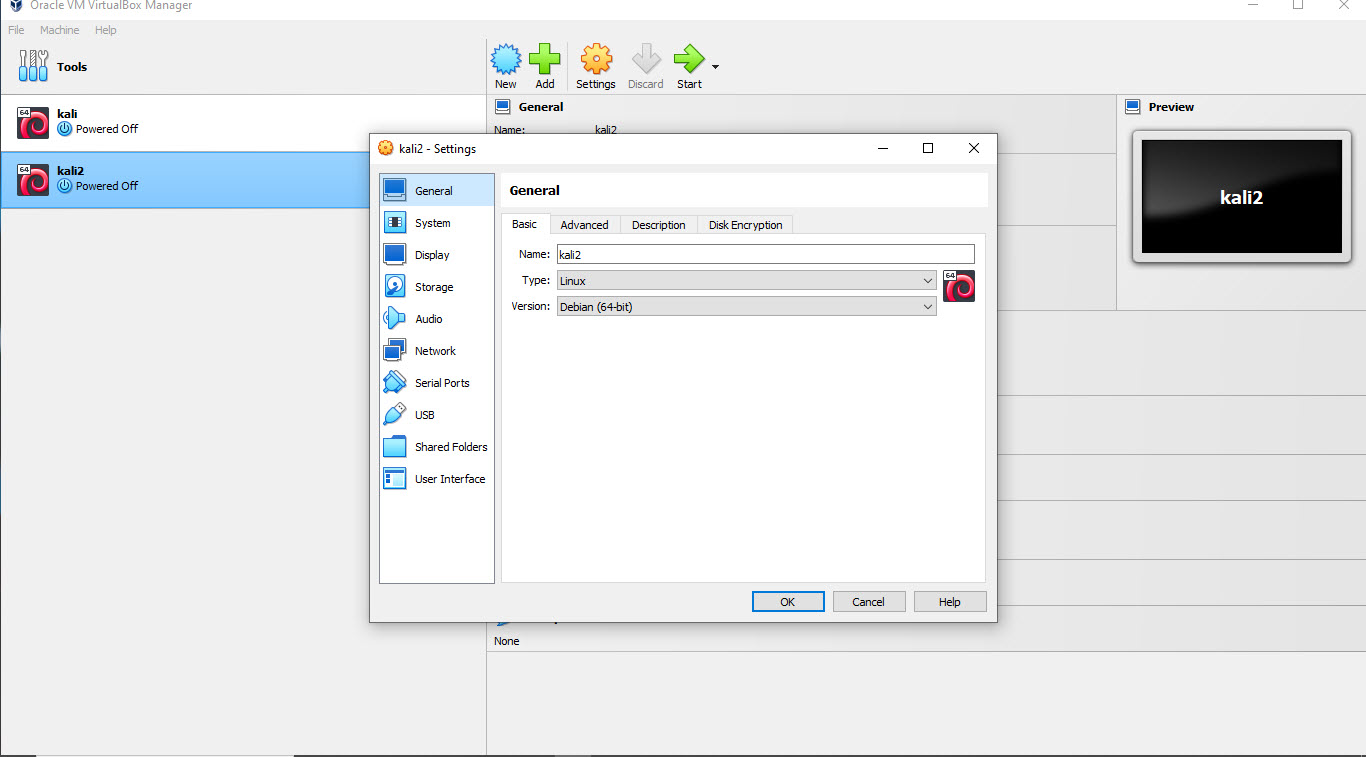 Oracle VM VirtualBox Manager
File Machine Help
Tools
New Add Settings Discard Start
64 kali
Powered Off
64 kali2
Powered Off
General
Name: kali2
Preview
kali2
kali2 - Settings
General
System
Display
Storage
Audio
Network
Serial Ports
USB
Shared Folders
User Interface
General
Basic Advanced Description Disk Encryption
Name: kali2
Type: Linux 64
Version: Debian (64-bit)
OK Cancel Help
None